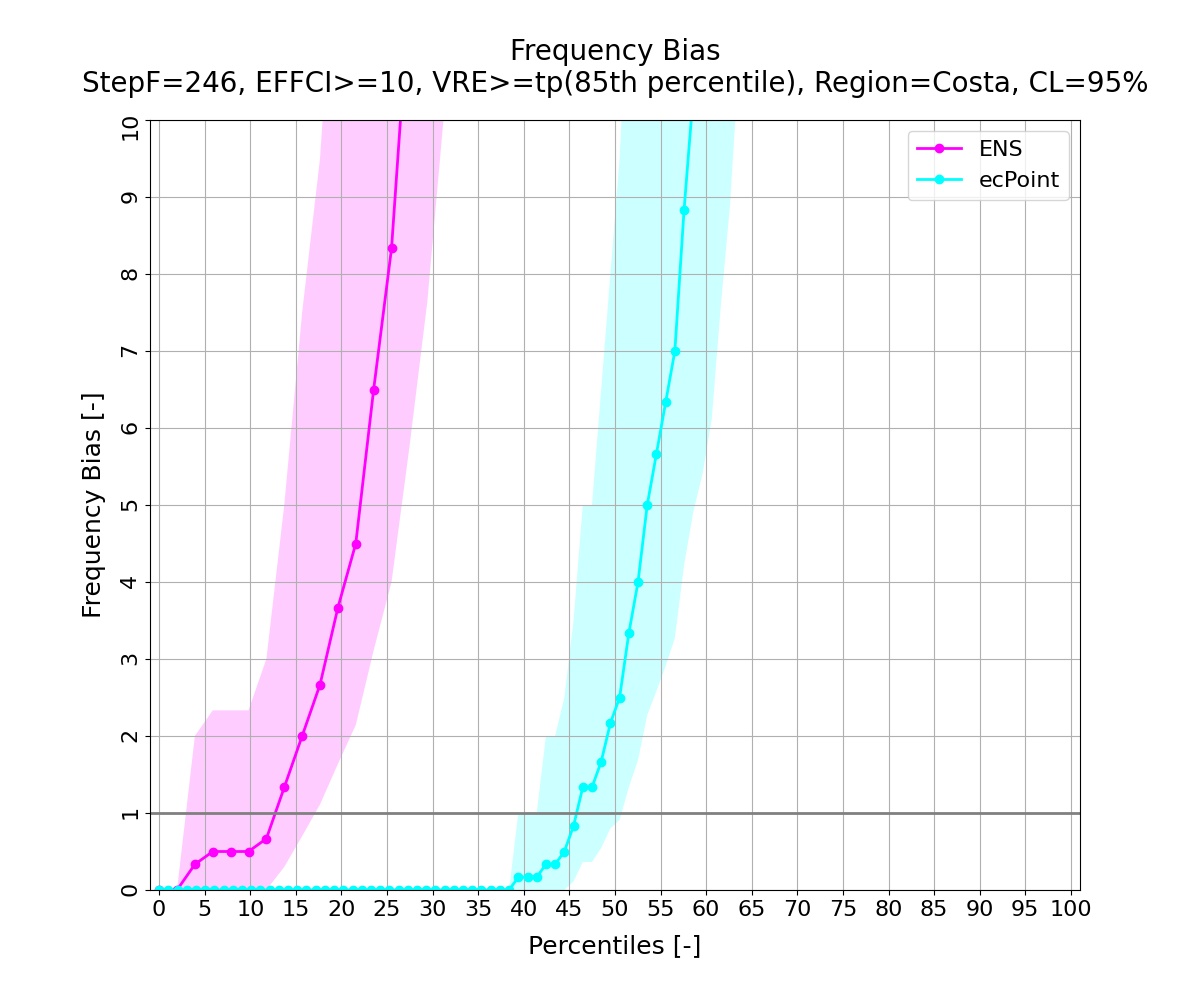 Frequency Bias
StepF=246, EFFCI>=10, VRE>=tp(85th percentile), Region=Costa, CL=95%
10
9
8
7
6
5
4
3
2
1
0
Frequency Bias [-]
ENS
ecPoint
0 5 10 15 20 25 30 35 40 45 50 55 60 65 70 75 80 85 90 95 100
Percentiles [-]